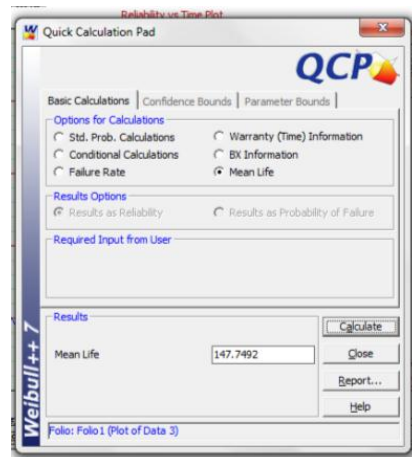 Reliability vs Time Plot
Quick Calculation Pad
QCP
Basic Calculations Confidence Bounds Parameter Bounds
Options for Calculations
Std. Prob. Calculations Warranty (Time) Information
Conditional Calculations BX Information
Failure Rate Mean Life
Results Options
Results as Reliability Results as Probability of Failure
Required Input from User
Results
Calculate
Mean Life 147.7492 Close
Report...
Help
Weibull++ 7
Folio: Folio1 (Plot of Data 3)